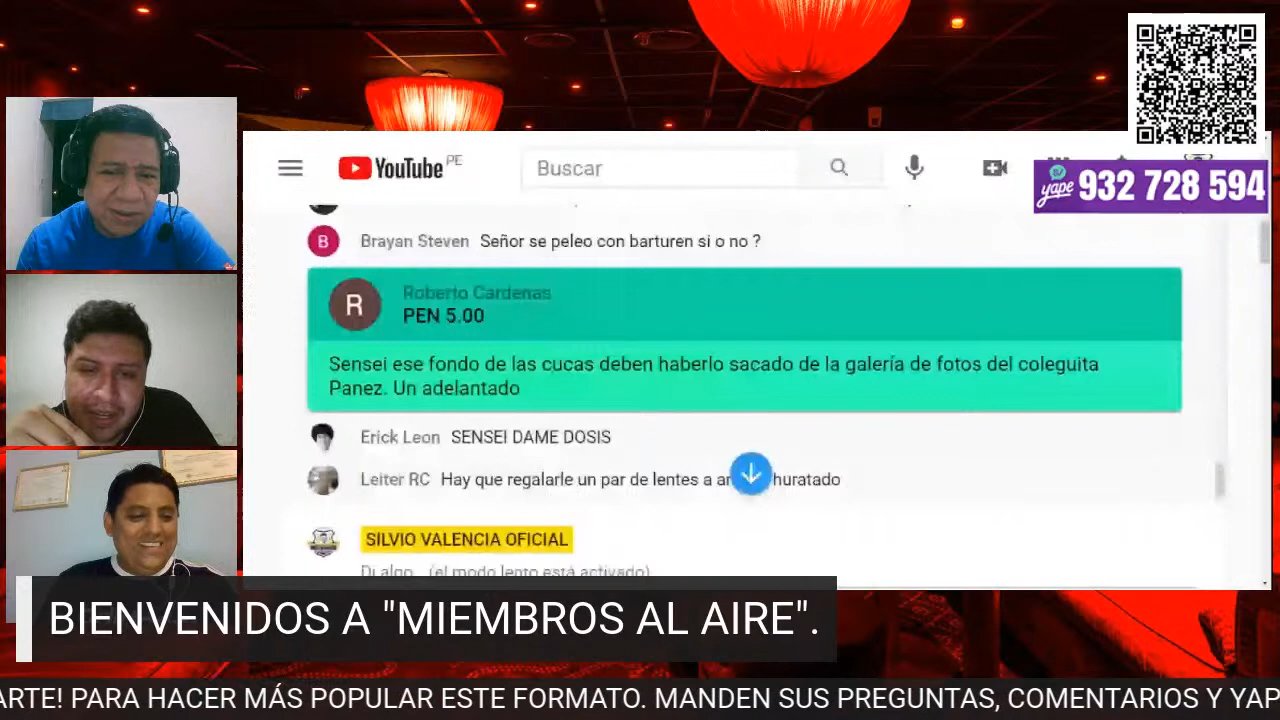 YouTube PE
Buscar
yape 932 728 594
Brayan Steven Señor se peleo con barturen si o no ?
R
Roberto Cardenas
PEN 5.00
Sensei ese fondo de las cucas deben haberlo sacado de la galería de fotos del coleguita
Panez. Un adelantado
Erick Leon SENSEI DAME DOSIS
Leiter RC Hay que regalarle un par de lentes a huratado
SILVIO VALENCIA OFICIAL
Di algo... (el modo lento está activado)
BIENVENIDOS A "MIEMBROS AL AIRE".
ARTE! PARA HACER MÁS POPULAR ESTE FORMATO. MANDEN SUS PREGUNTAS, COMENTARIOS Y YAP